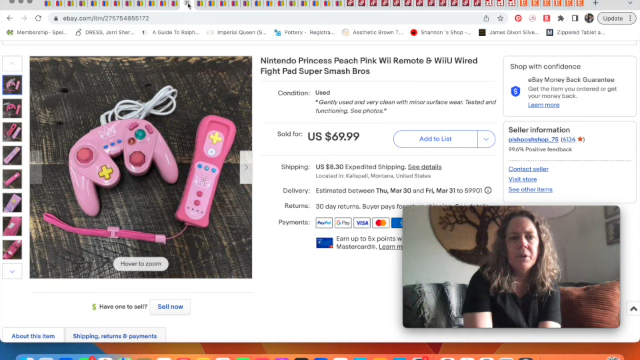 ebay.com/itm/275754855172
Update
Membership- Spel...
DRESS, Jerri Sher...
A Guide To Ralph...
Imperial Queen (S...
Pottery
Aesthetic Brown T...
Shannon 's Shop -...
James Dixon Silve...
Zippered Tablet a...
Nintendo Princess Peach Pink Wii Remote & WiiU Wired
Fight Pad Super Smash Bros
Condition: Used
"Gently used and very clean with minor surface wear. Tested and
functioning. See photos."
Sold for: US $69.99
Add to List
Shipping: US $8.30 Expedited Shipping. See details
Located in: Kalispell, Montana, United States
Delivery: Estimated between Thu, Mar 30 and Fri, Mar 31 to 59901
Returns: 30 day returns. Buyer pays for
Payments: PayPal G Pay VISA
Earn up to 5x points w
Mastercard®. Learn
Hover to zoom
$ Have one to sell? Sell now
About this item
Shipping, returns & payments
Shop with confidence
eBay Money Back Guarantee
Get the item you ordered or get
your money back.
Learn more
Seller information
pishposhshop_75 (6134)
99.6% Positive feedback
Contact seller
Visit store
See other items